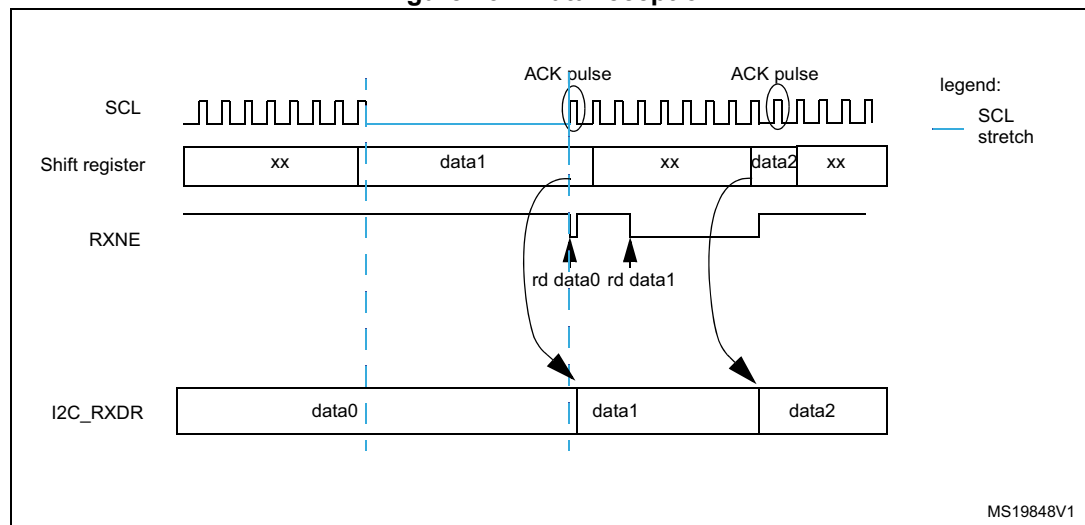 ACK pulse ACK pulse
legend:
SCL
SCL
stretch
Shift register xx data1 xx data2 xx
RXNE
rd data0 rd data1
I2C_RXDR data0 data1 data2
MS19848V1